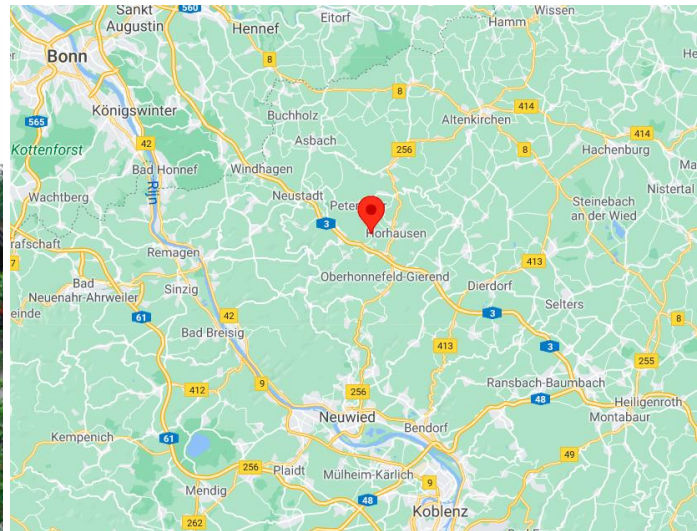 Sankt
Augustin
560
Eitorf
Hamm
Wissen
Hennef
Bonn
8
8
Königswinter
Buchholz
Altenkirchen
414
565
42
Asbach
256
414
Kottenforst
8
Hachenburg
Bad Honnef
Windhagen
Nistertal
Wachtberg
Rijn
Neustadt
Steinebach
an der Wied
3
Horhausen
Remagen
413
Oberhonnefeld-Gierend
Bad
Neuenahr-Ahrweiler
Sinzig
Dierdorf
Selters
61
42
3
8
Bad Breisig
413
3
255
412
9
256
Ransbach-Baumbach
48
Heiligenroth
Neuwied
Montabaur
61
Bendorf
Kempenich
49
256
Plaidt
Mülheim-Kärlich
Mendig
9
48
262
Koblenz